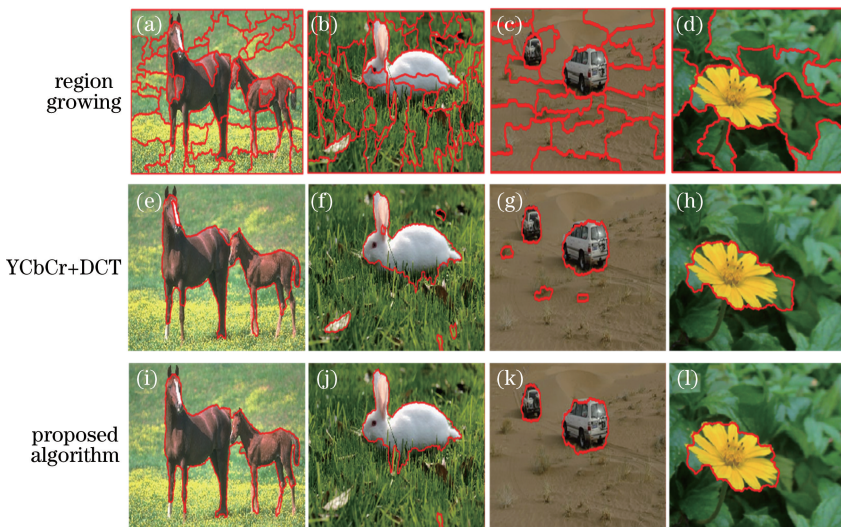 (a) (b) (c) (d)
region
growing
(e) (f) (g) (h)
YCbCr+DCT
(i) (j) (k) (l)
proposed
algorithm